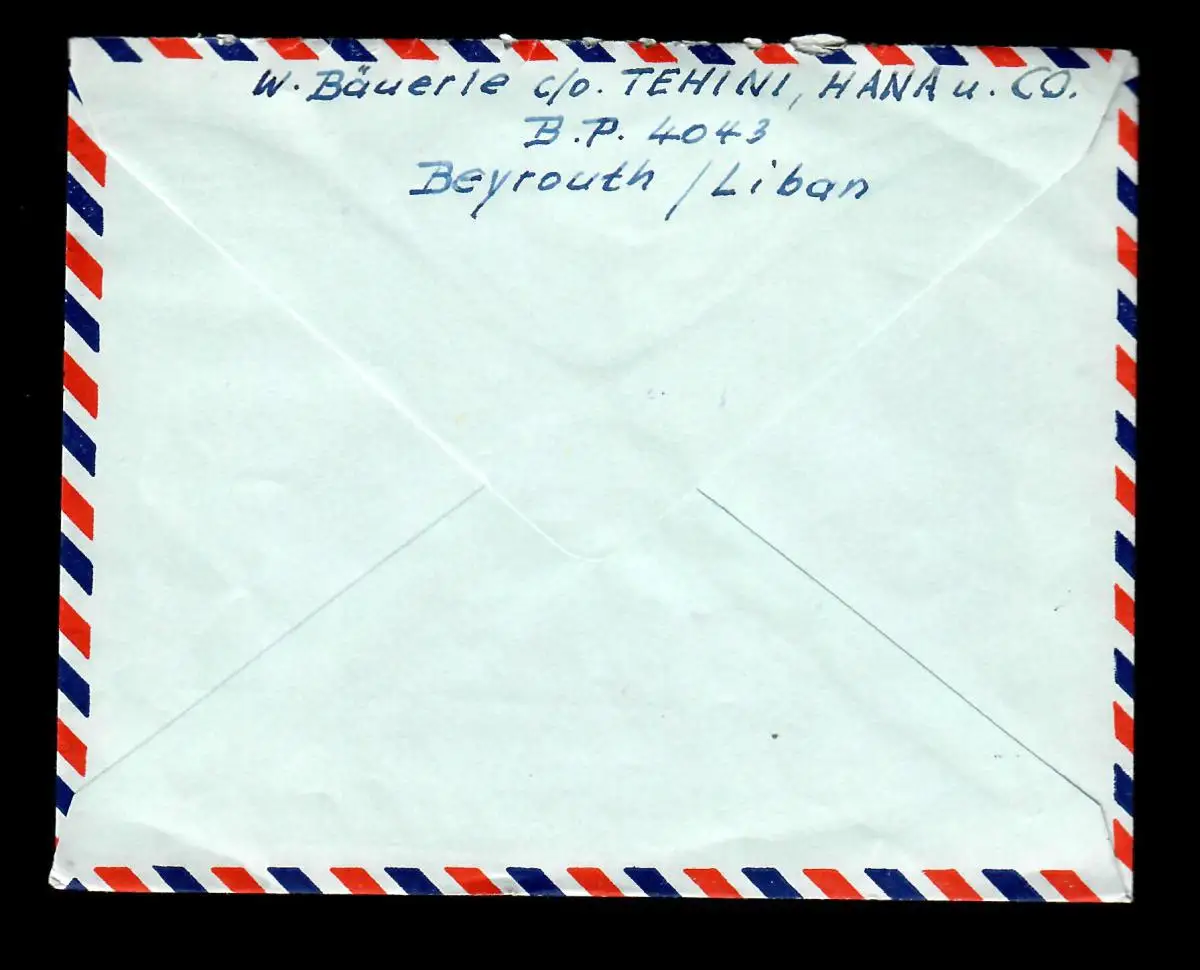 W. Bäuerle c/o. TEHINI, HANA u. CO.
B.P. 4043
Beyrouth / Liban